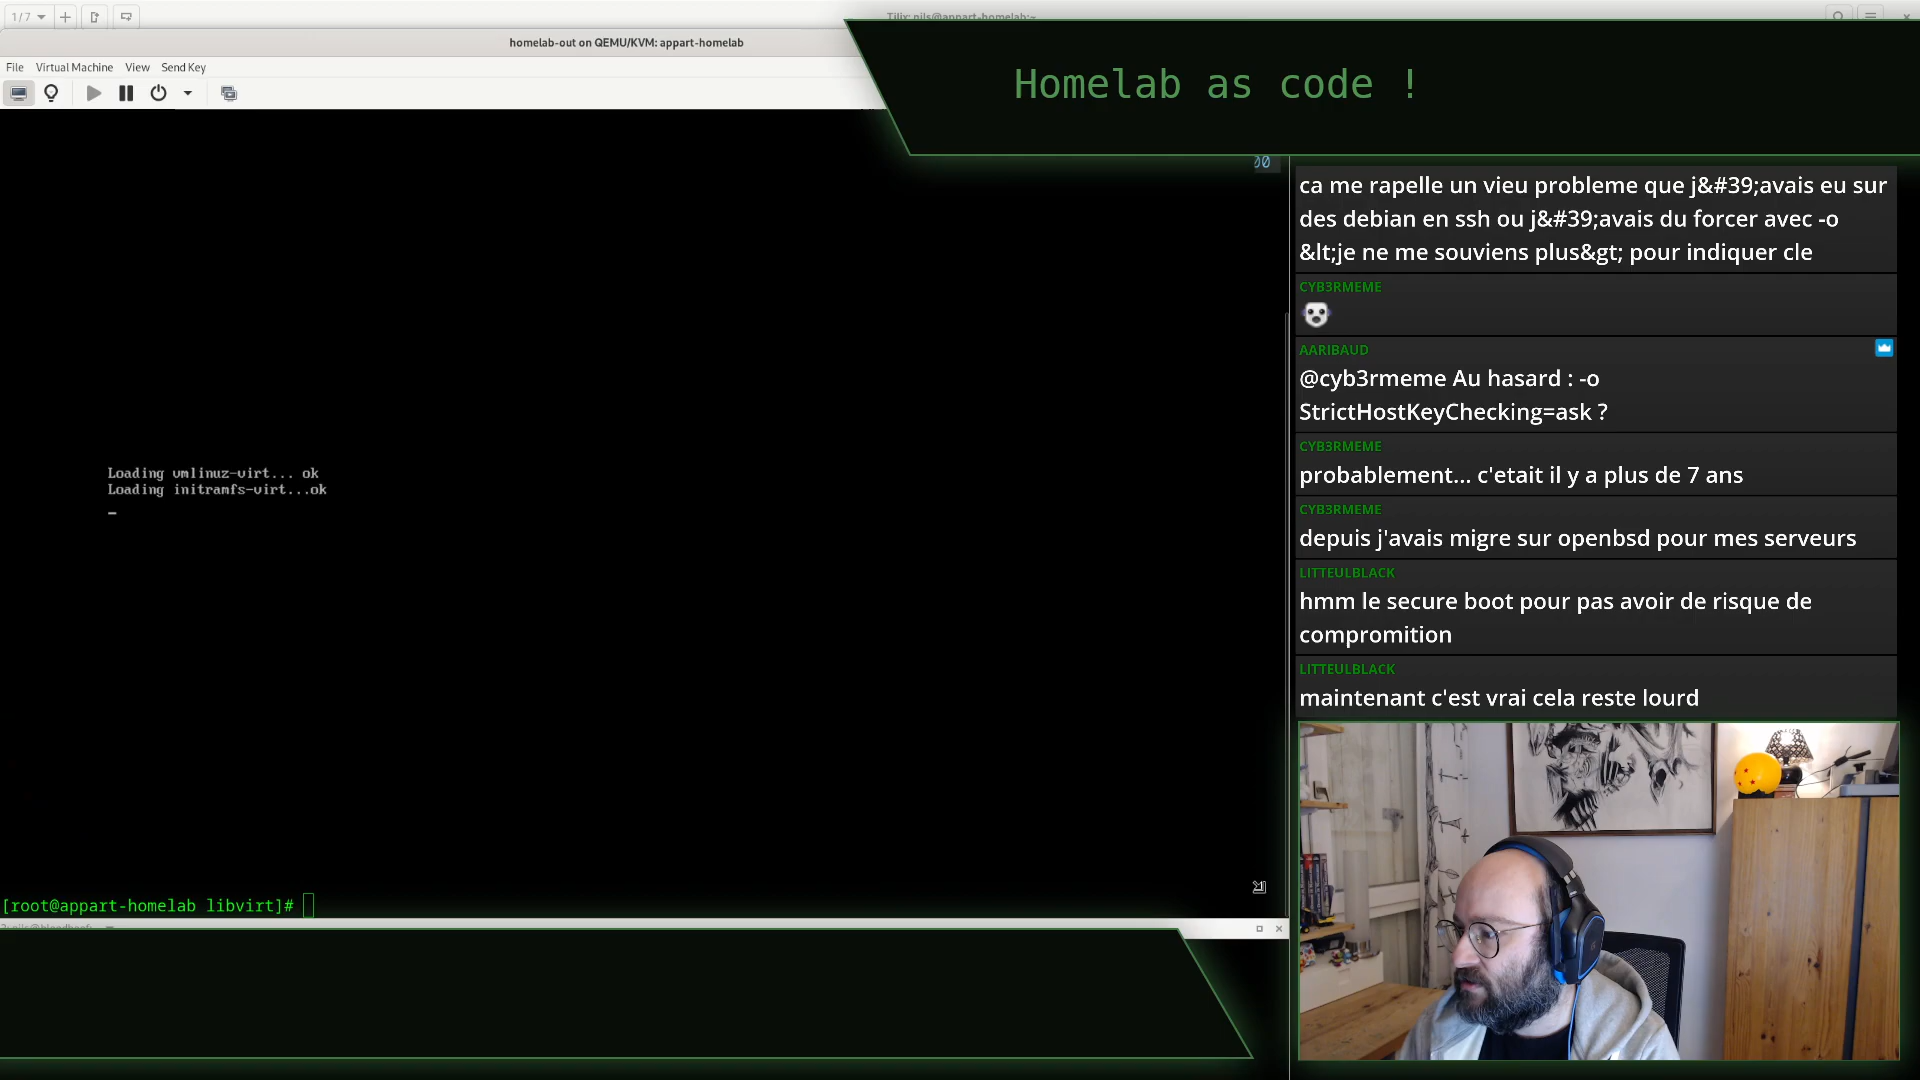 1/7
Tilix: nils@appart-homelab:~
homelab-out on QEMU/KVM: appart-homelab
File Virtual Machine View Send Key
Homelab as code !
00
ca me rapelle un vieu probleme que j&#39;avais eu sur
des debian en ssh ou j&#39;avais du forcer avec -o
&lt;je ne me souviens plus&gt; pour indiquer cle
CYB3RMEME
AARIBAUD
@cyb3rmeme Au hasard : -o
StrictHostKeyChecking=ask ?
CYB3RMEME
probablement... c'etait il y a plus de 7 ans
CYB3RMEME
depuis j'avais migre sur openbsd pour mes serveurs
LITTEULBLACK
hmm le secure boot pour pas avoir de risque de
compromition
LITTEULBLACK
maintenant c'est vrai cela reste lourd
Loading vmlinuz-virt... ok
Loading initramfs-virt...ok
[root@appart-homelab libvirt]#